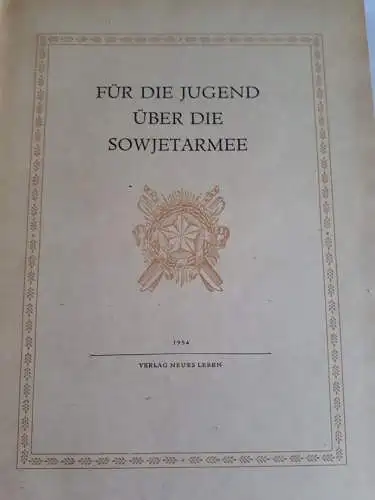 FÜR DIE JUGEND
ÜBER DIE
SOWJETARMEE
1954
VERLAG NEUES LEBEN